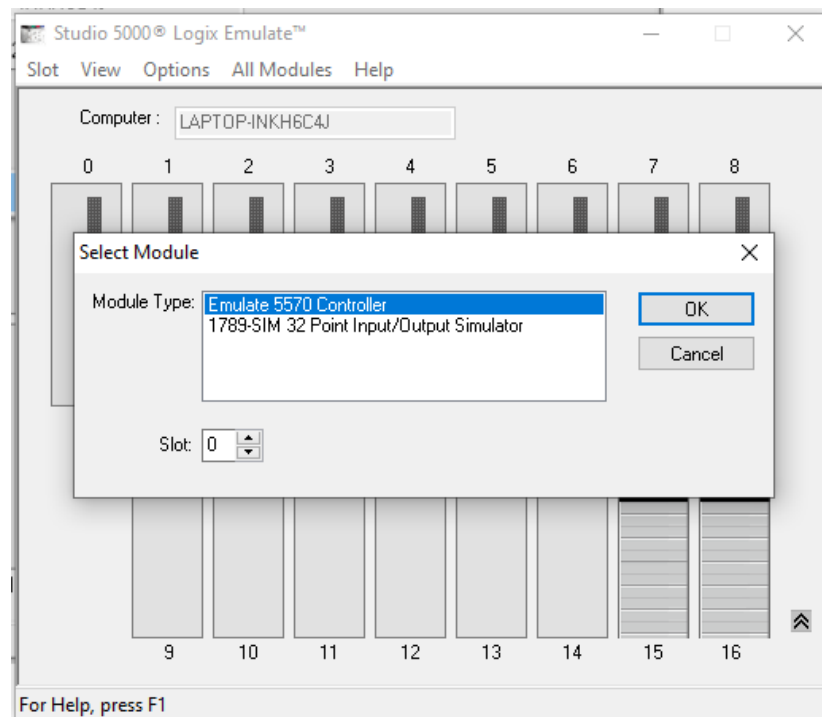 Studio 5000® Logix Emulate™
Slot View Options All Modules Help
Computer : LAPTOP-INKH6C4J
0 1 2 3 4 5 6 7 8
Select Module
Module Type: Emulate 5570 Controller OK
1789-SIM 32 Point Input/Output Simulator
Cancel
Slot: 0
9 10 11 12 13 14 15 16
For Help, press F1